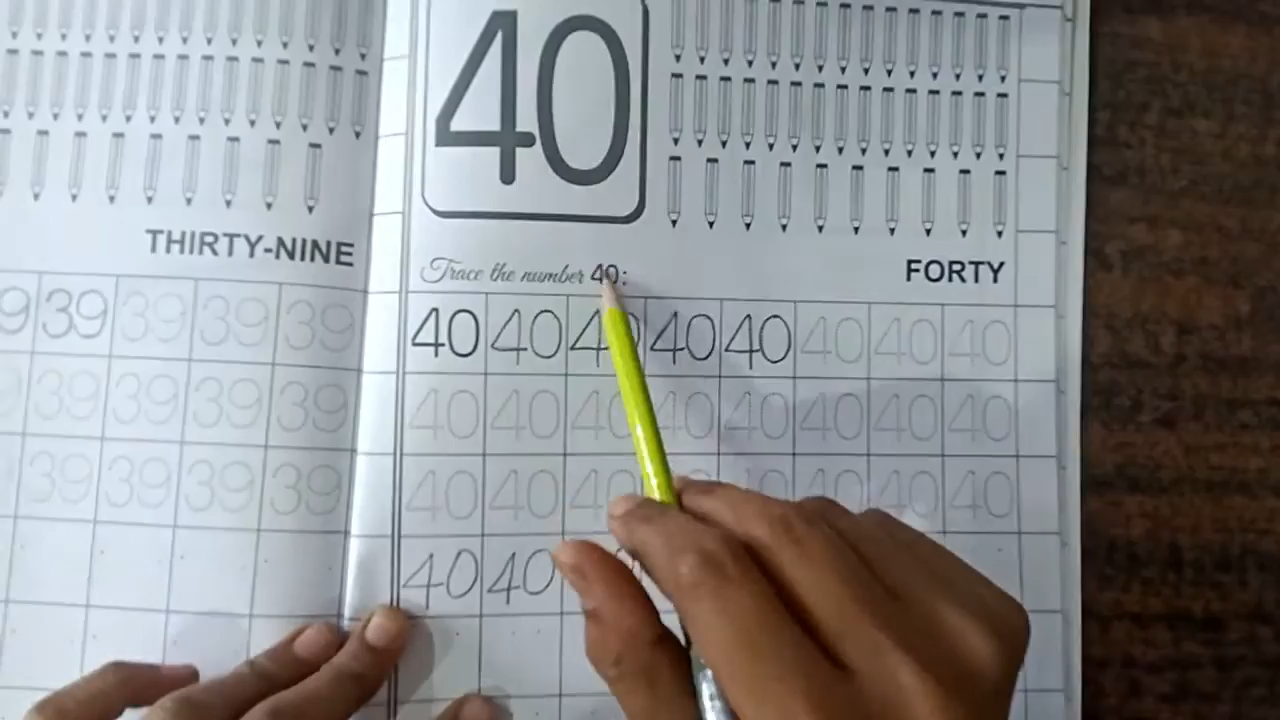 THIRTY-NINE
9 39 39 39 39
39 39 39 39
39 39 39 39
40
Trace the number 40:
FORTY
40 40 40 40 40 40 40 40
40 40 40 40 40 40 40 40
40 40 40 40 40 40 40
40 40